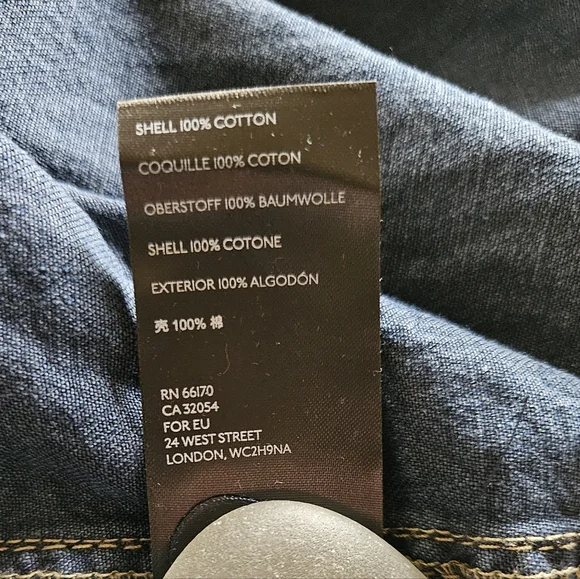 SHELL 100% COTTON
COQUILLE 100% COTON
OBERSTOFF 100% BAUMWOLLE
SHELL 100% COTONE
EXTERIOR 100% ALGODÓN
壳 100% 棉
RN 66170
CA 32054
FOR EU
24 WEST STREET
LONDON, WC2H9NA